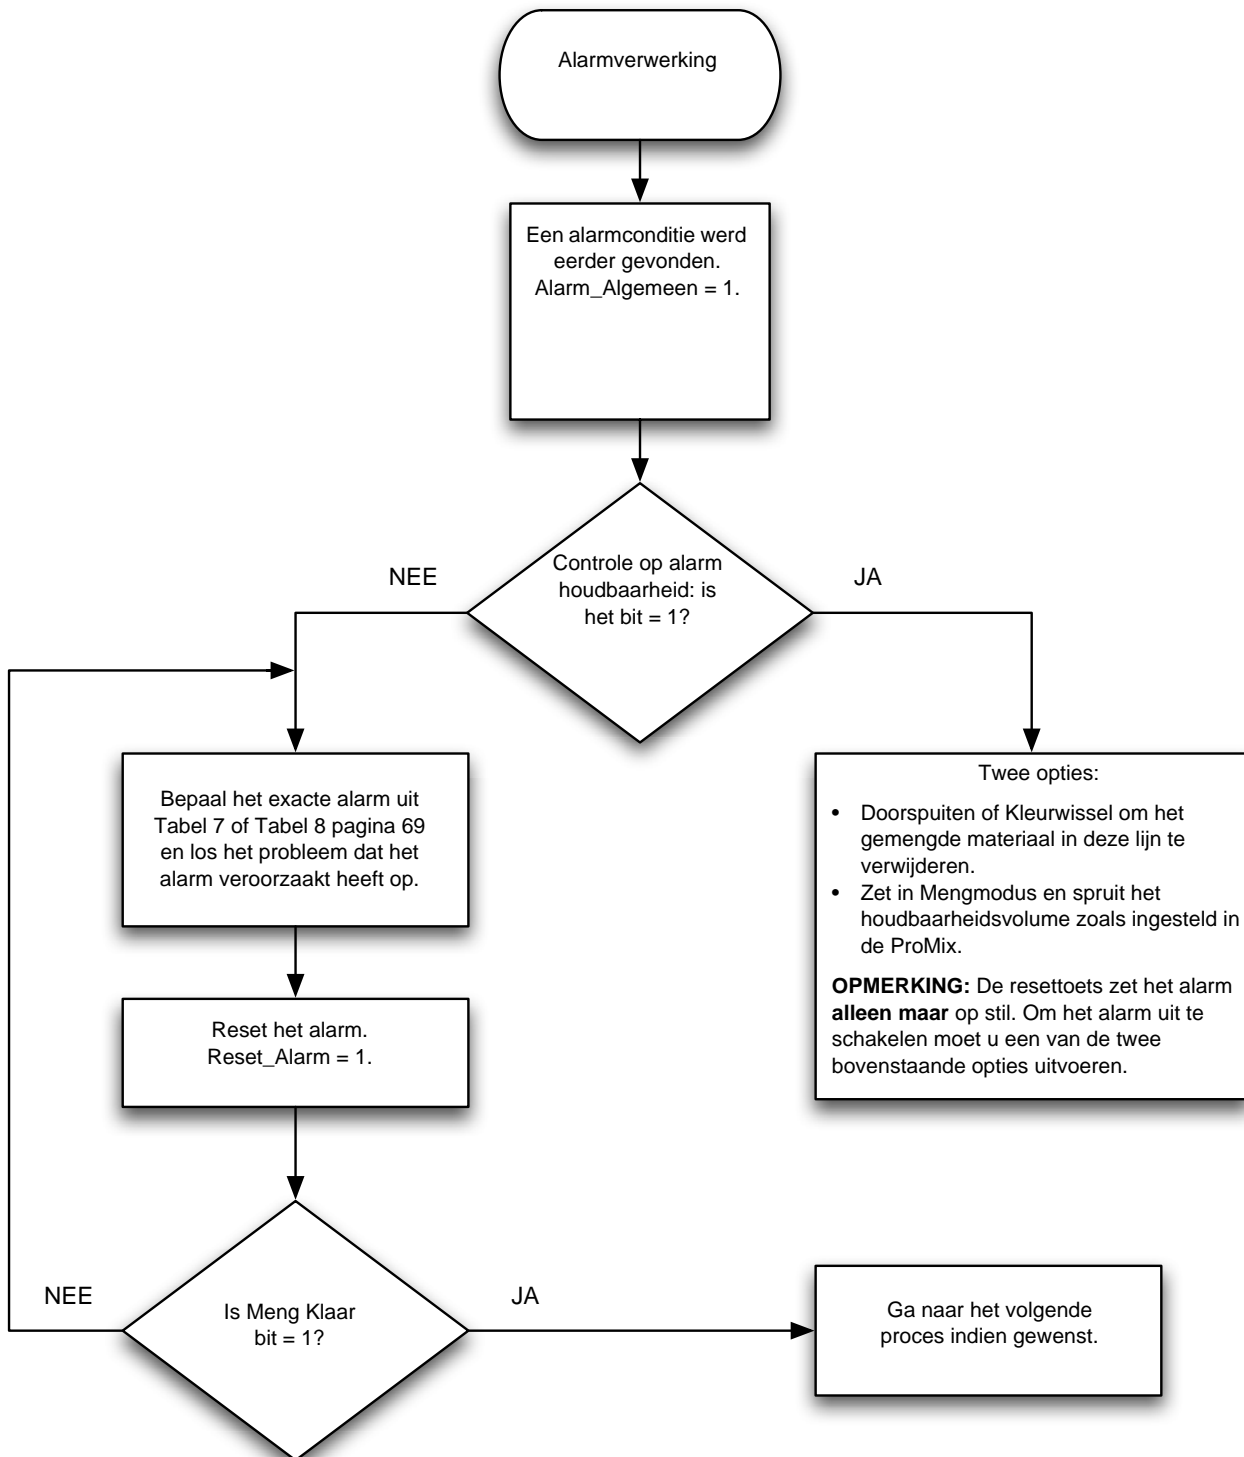 Alarmverwerking
Een alarmconditie werd
eerder gevonden.
Alarm_Algemeen = 1.
Controle op alarm
houdbaarheid: is
het bit = 1?
NEE
JA
Bepaal het exacte alarm uit
Tabel 7 of Tabel 8 pagina 69
en los het probleem dat het
alarm veroorzaakt heeft op.
Twee opties:
• Doorspuiten of Kleurwissel om het
gemengde materiaal in deze lijn te
verwijderen.
• Zet in Mengmodus en spruit het
houdbaarheidsvolume zoals ingesteld in
de ProMix.
OPMERKING: De resettoets zet het alarm
alleen maar op stil. Om het alarm uit te
schakelen moet u een van de twee
bovenstaande opties uitvoeren.
Reset het alarm.
Reset_Alarm = 1.
Is Meng Klaar
bit = 1?
NEE
JA
Ga naar het volgende
proces indien gewenst.